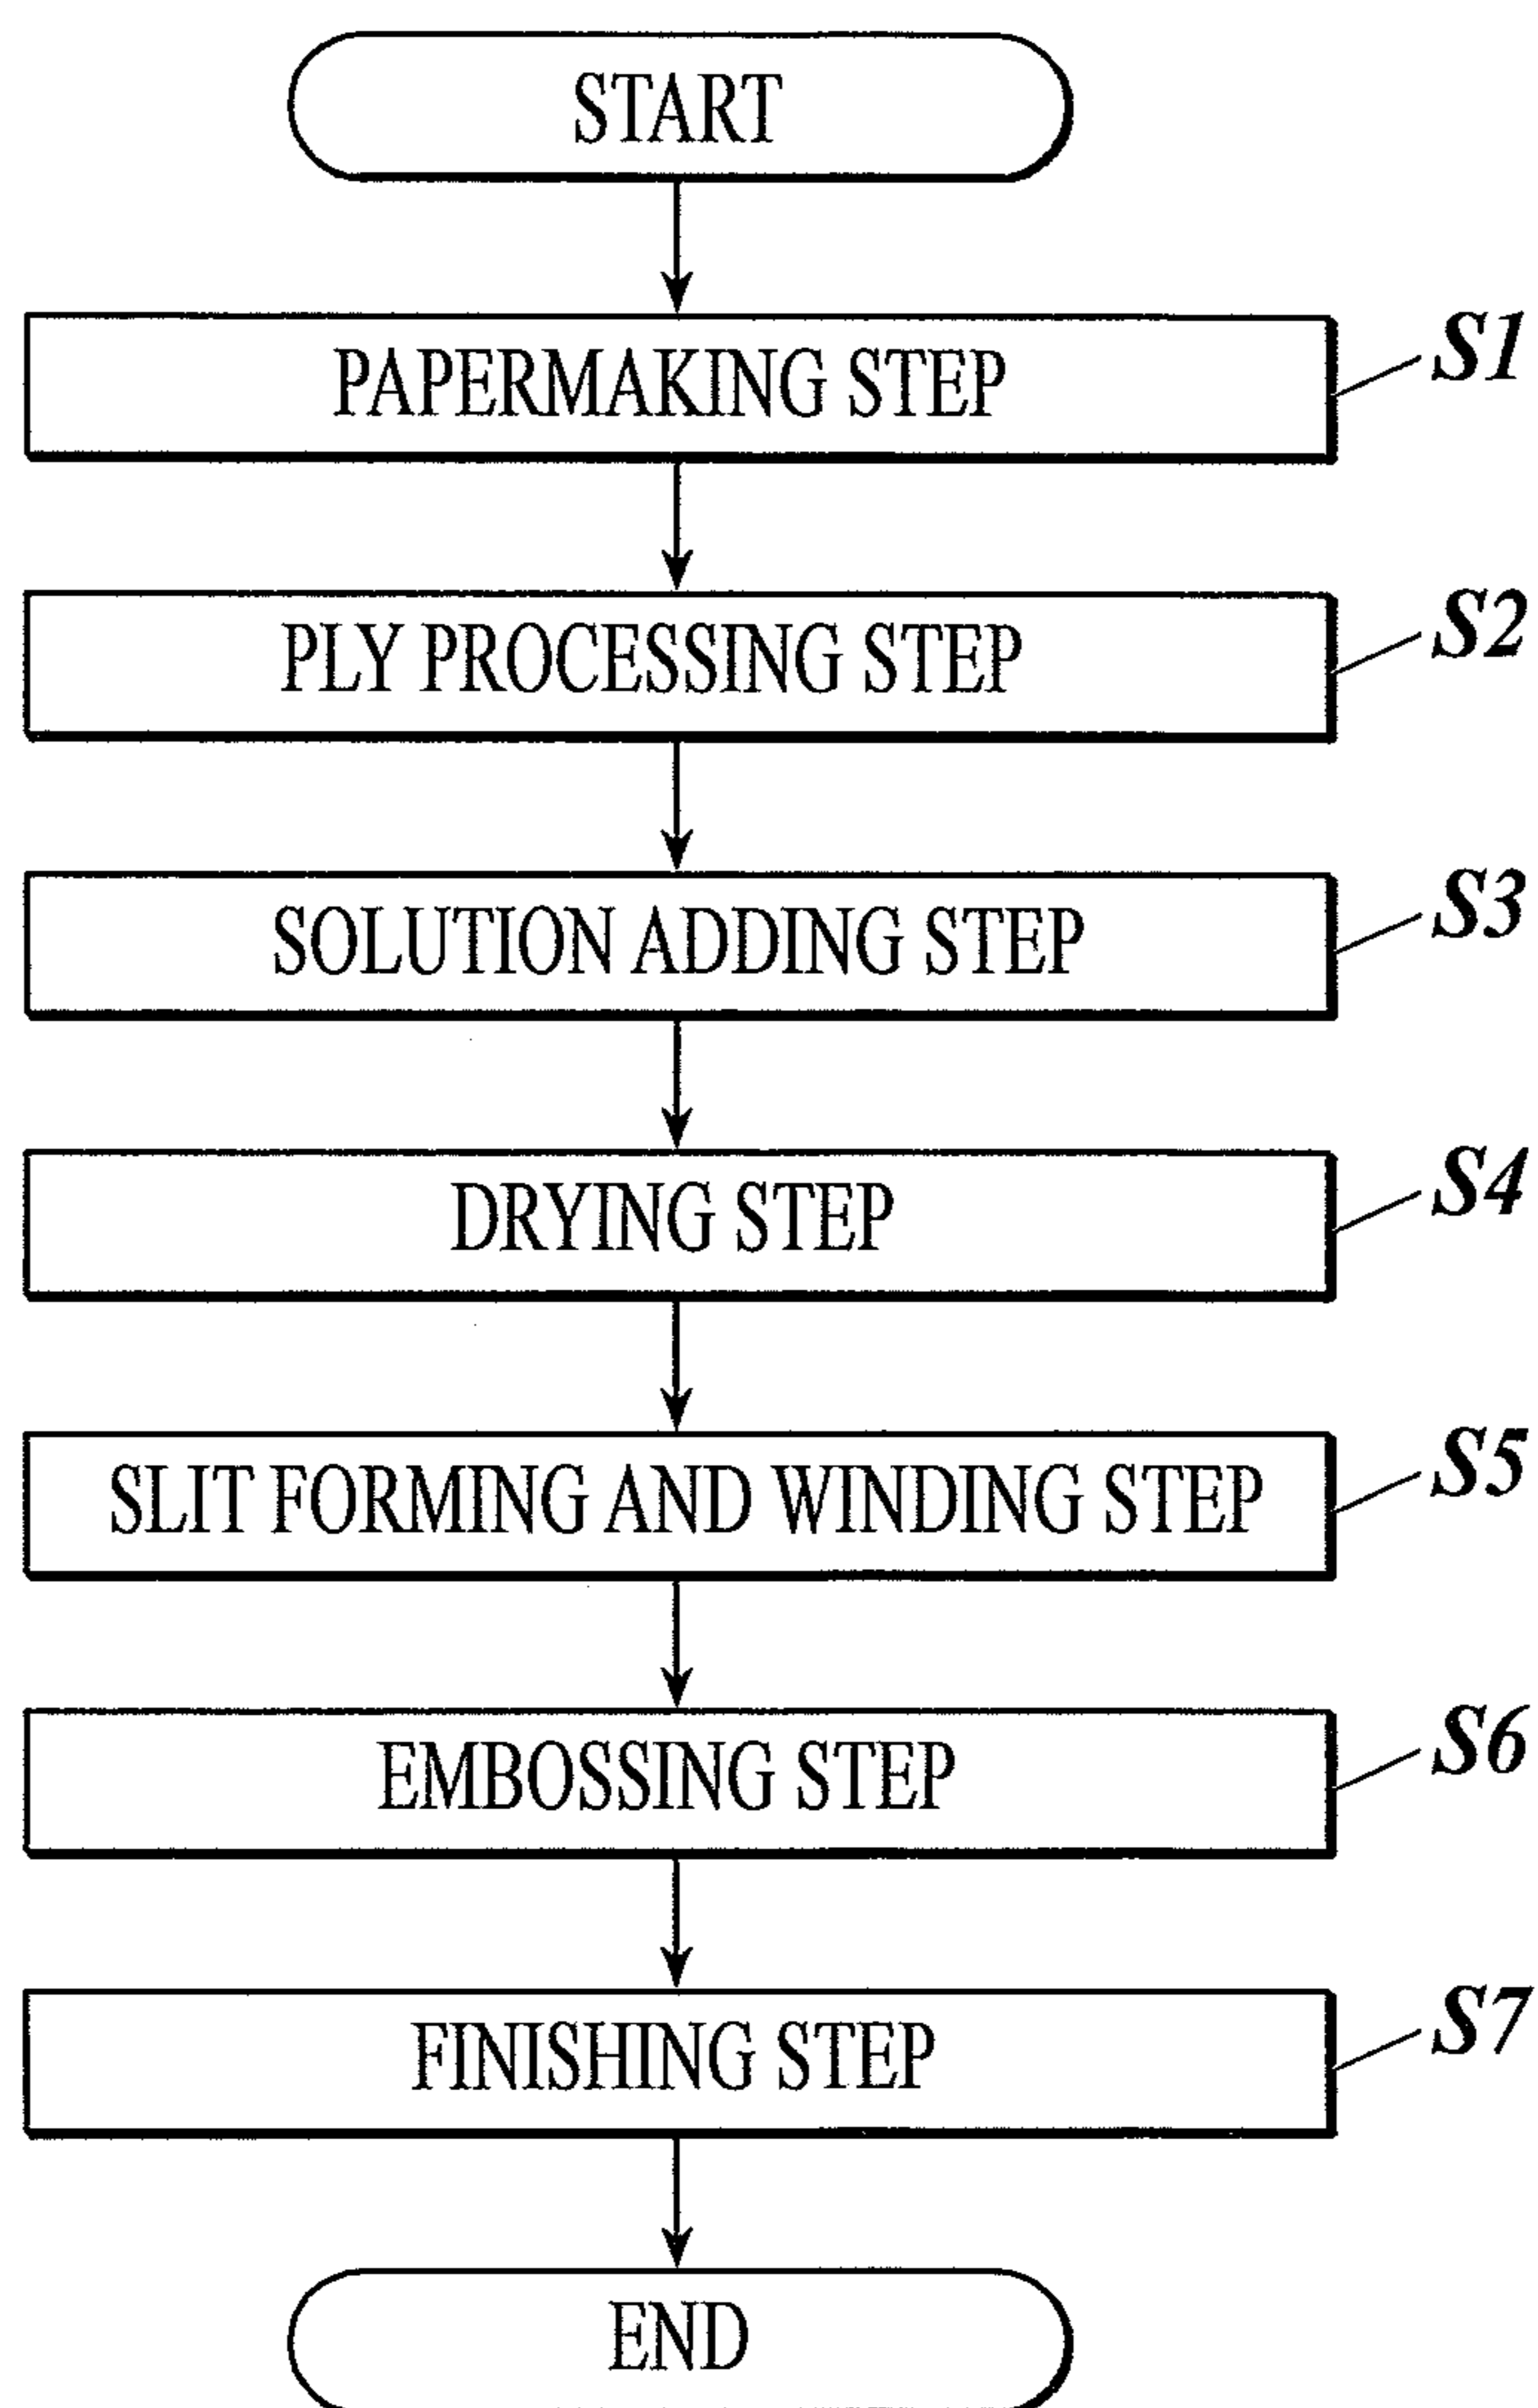 START
PAPERMAKING STEP
S1
PLY PROCESSING STEP
S2
SOLUTION ADDING STEP
S3
DRYING STEP
S4
SLIT FORMING AND WINDING STEP
S5
EMBOSSING STEP
S6
FINISHING STEP
S7
END